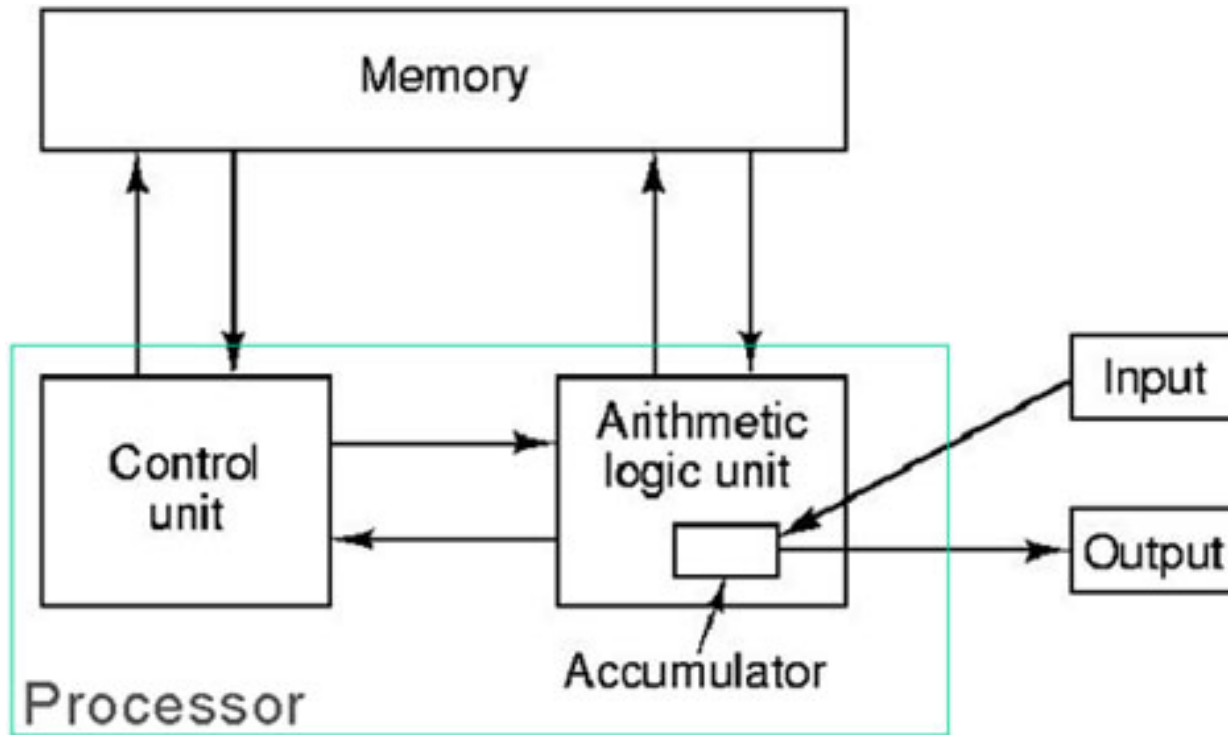 Memory
Control
unit
Arithmetic
logic unit
Input
Output
Accumulator
Processor